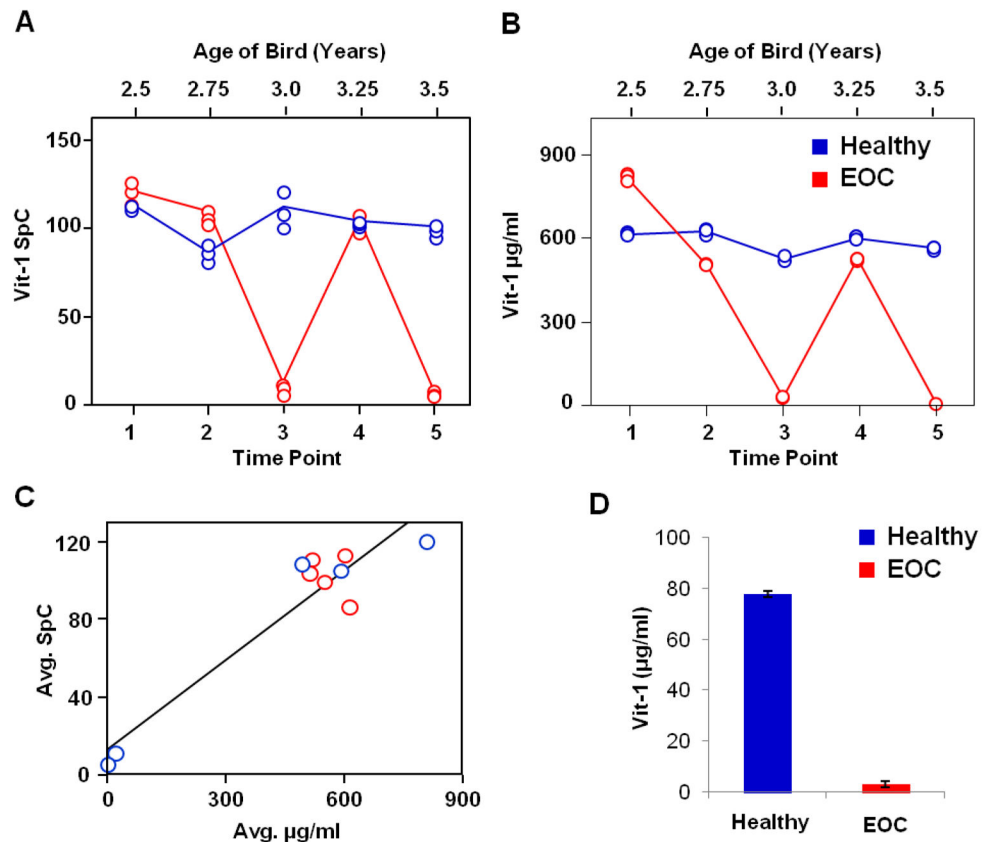 A
Age of Bird (Years)
2.5 2.75 3.0 3.25 3.5
150
100
50
0
Vit-1 SpC
1 2 3 4 5
Time Point
B
Age of Bird (Years)
2.5 2.75 3.0 3.25 3.5
900
600
300
0
Vit-1 µg/ml
Healthy
EOC
1 2 3 4 5
Time Point
C
120
80
40
0
Avg. SpC
0 300 600 900
Avg. µg/ml
D
100
80
60
40
20
0
Vit-1 (µg/ml)
Healthy
EOC
Healthy EOC